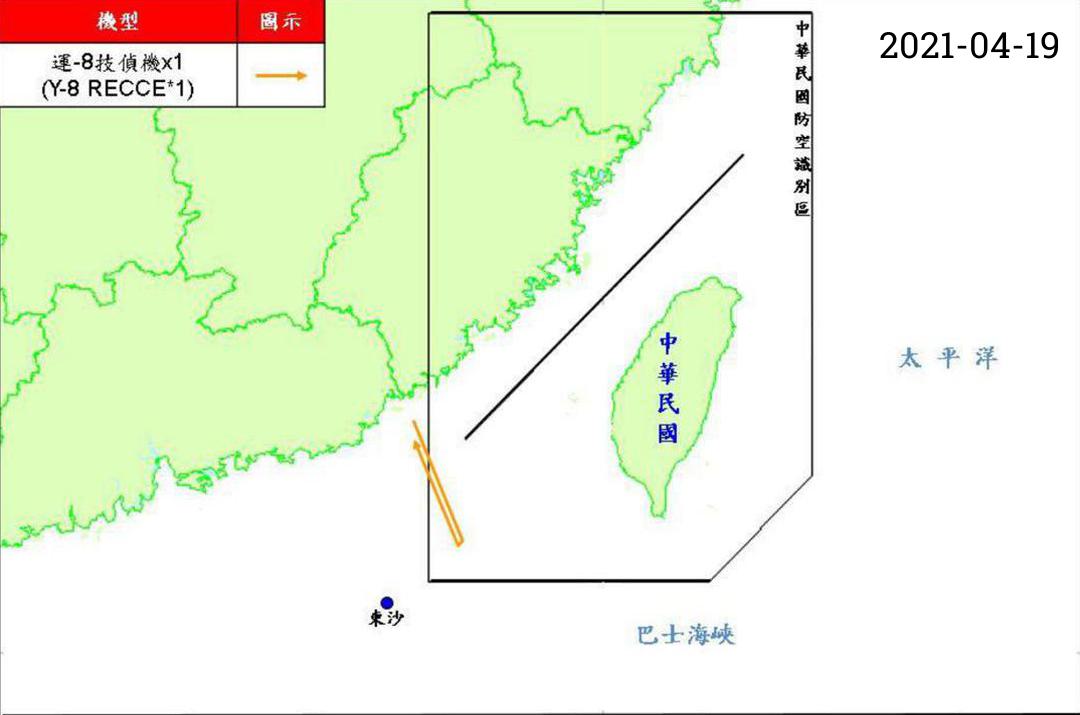 機型
圖示
運-8技偵機x1
(Y-8 RECCE*1)
2021-04-19
中華民國防空識別區
中華民國
太平洋
東沙
巴士海峽